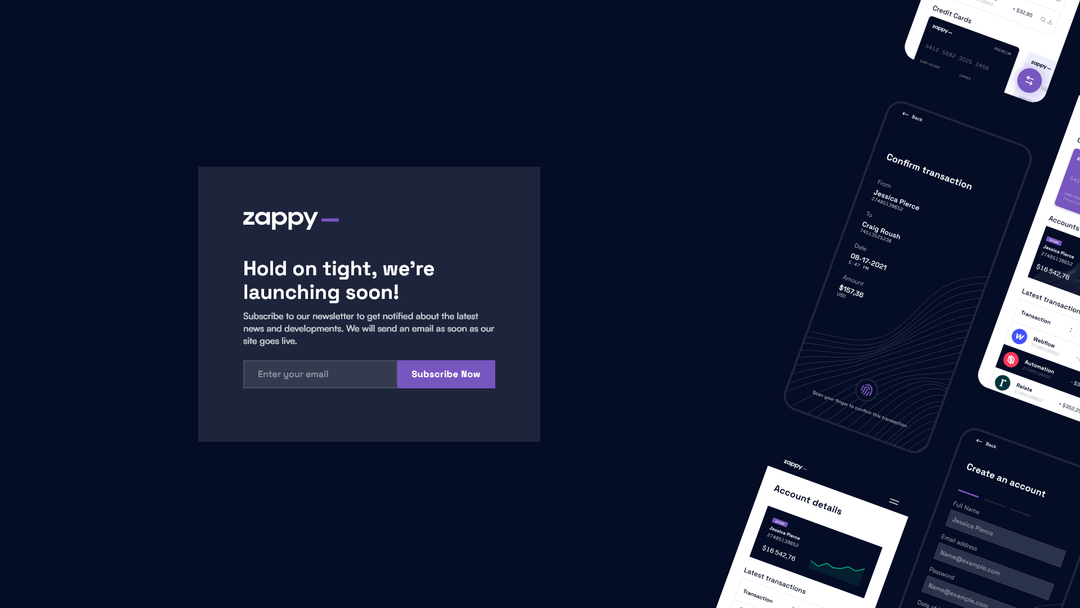 zappy
Hold on tight, we're
launching soon!
Subscribe to our newsletter to get notified about the latest
news and developments. We will send an email as soon as our
site goes live.
Enter your email
Subscribe Now
• $32,85
Credit Cards
zappy
PREMIUM
5412 5682 3025 2456
zappy
Back
Confirm transaction
From
Jessica Pierce
27485139652
To
Craig Roush
74513525236
Date
08-17-2021
5:47 PM
Amount
$157,36
USD
Scan your finger to confirm this transaction
Accounts
Jessica Pierce
27485139652
$16 542,76
Latest transaction
Transaction
Webflow
Automation
Relate
zappy
Account details
Jessica Pierce
27485139652
$16 542,76
Latest transactions
Transaction
Back
Create an account
Full Name
Jessica Pierce
Email address
Name@example.com
Password
Name@example.com